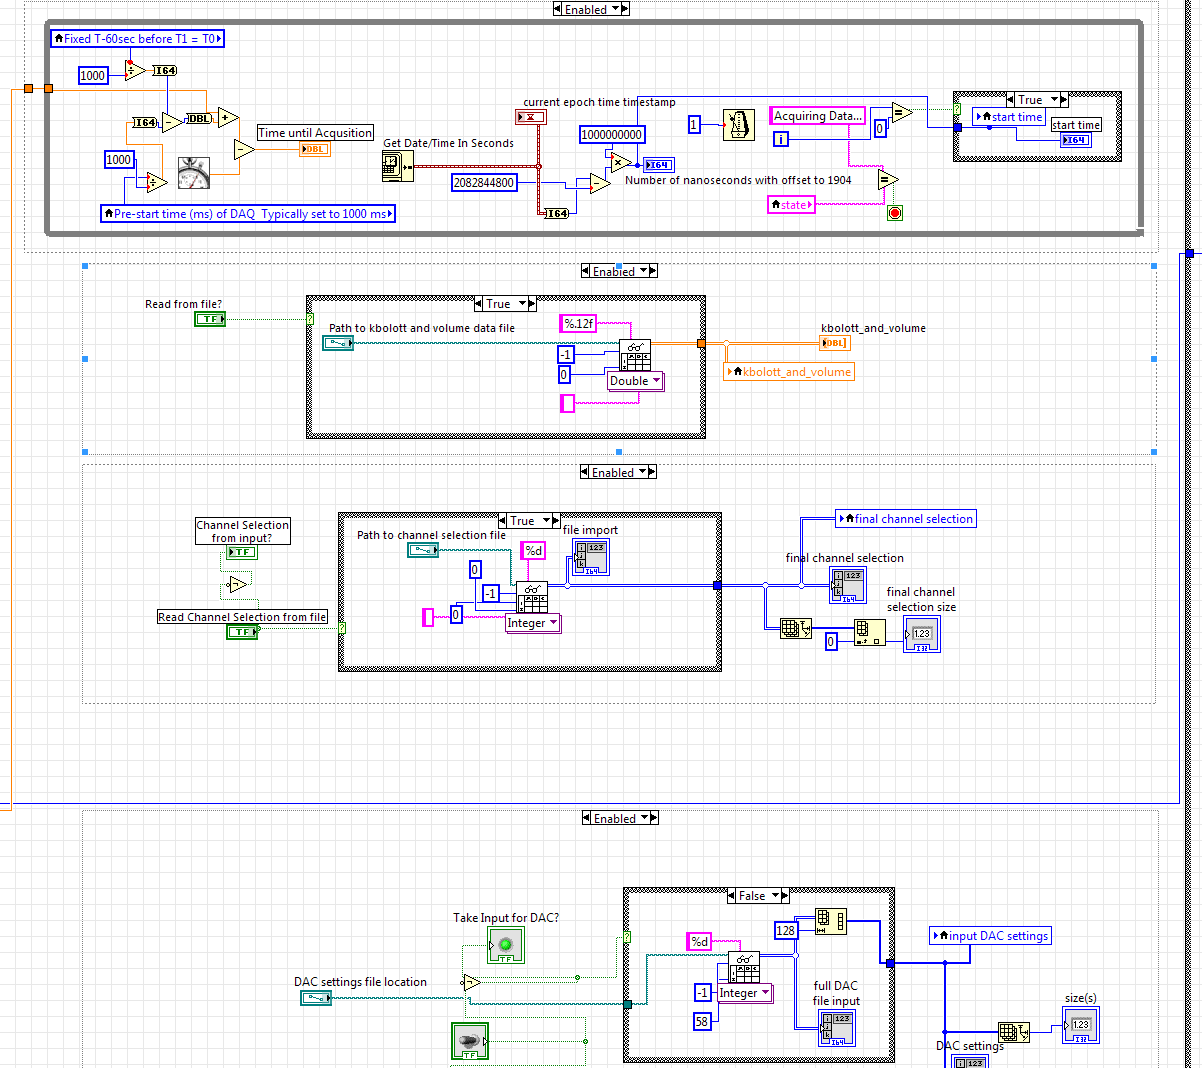 Enabled
Fixed T-60sec before T1 = T0
1000
I64
I64
DBL
1000
Time until Acqusition
DBL
Pre-start time (ms) of DAQ Typically set to 1000 ms
Get Date/Time In Seconds
current epoch time timestamp
1000000000
2082844800
I64
I64
Number of nanoseconds with offset to 1904
1
Acquiring Data...
i
0
state
True
start time
start time
I64
Enabled
Read from file?
TF
True
Path to kbolott and volume data file
%.12f
-1
0
Double
kbolott_and_volume
DBL
kbolott_and_volume
Enabled
Channel Selection
from input?
TF
Read Channel Selection from file
TF
True
Path to channel selection file
file import
%d
0
-1
0
Integer
123
I64
final channel selection
final channel selection
123
I64
final channel
selection size
0
1.23
I32
Enabled
Take Input for DAC?
TF
DAC settings file location
TF
False
%d
128
-1
Integer
58
full DAC
file input
123
I64
input DAC settings
size(s)
1.23
I32
DAC settings
123